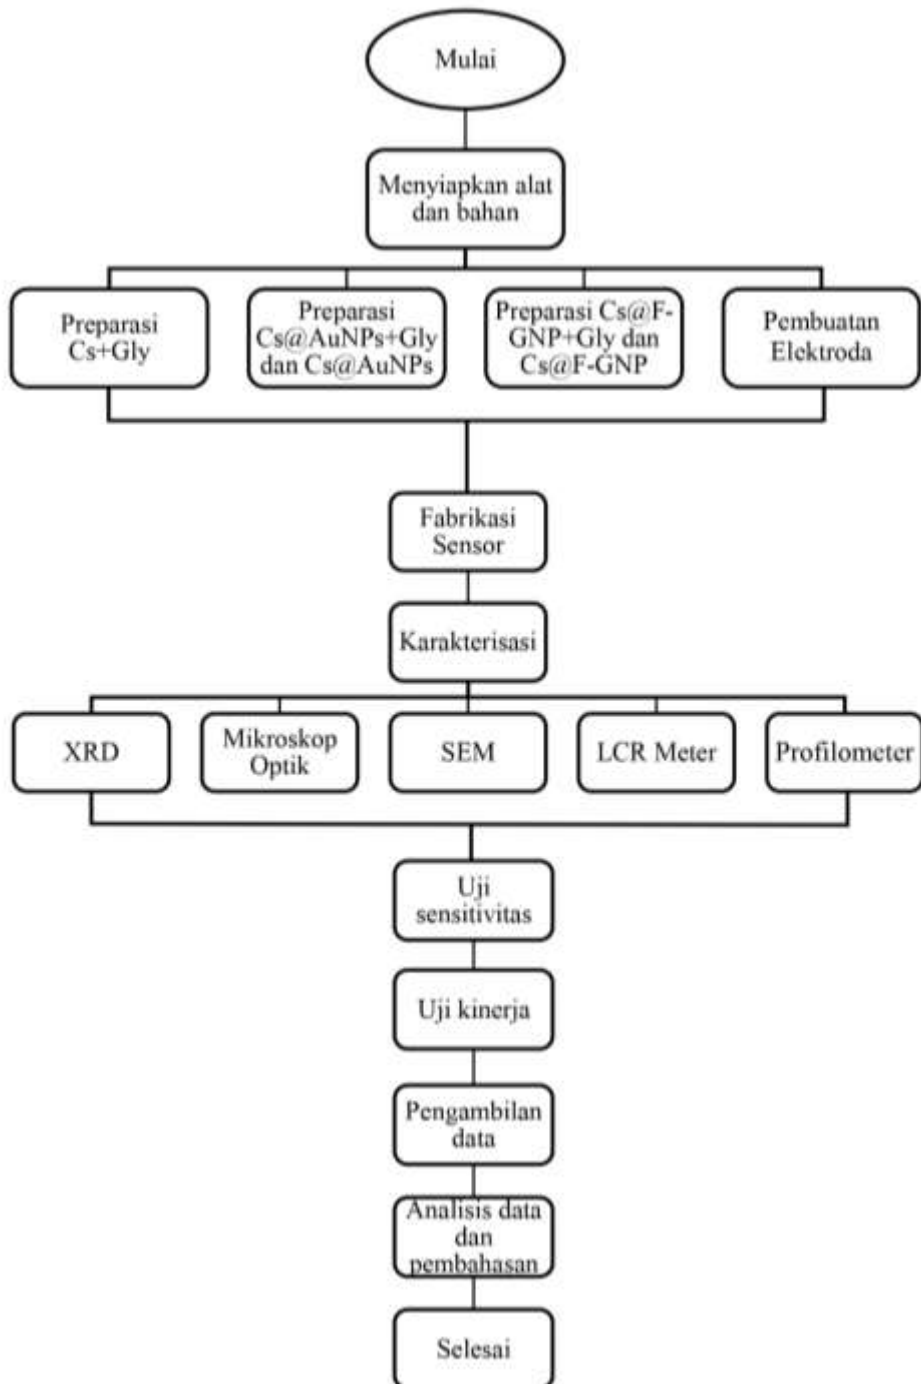 Mulai
Menyiapkan alat
dan bahan
Preparasi
Cs+Gly
Preparasi
Cs@AuNPs+Gly
dan Cs@AuNPs
Preparasi Cs@F-
GNP+Gly dan
Cs@F-GNP
Pembuatan
Elektroda
Fabrikasi
Sensor
Karakterisasi
XRD
Mikroskop
Optik
SEM
LCR Meter
Profilometer
Uji
sensitivitas
Uji kinerja
Pengambilan
data
Analisis data
dan
pembahasan
Selesai